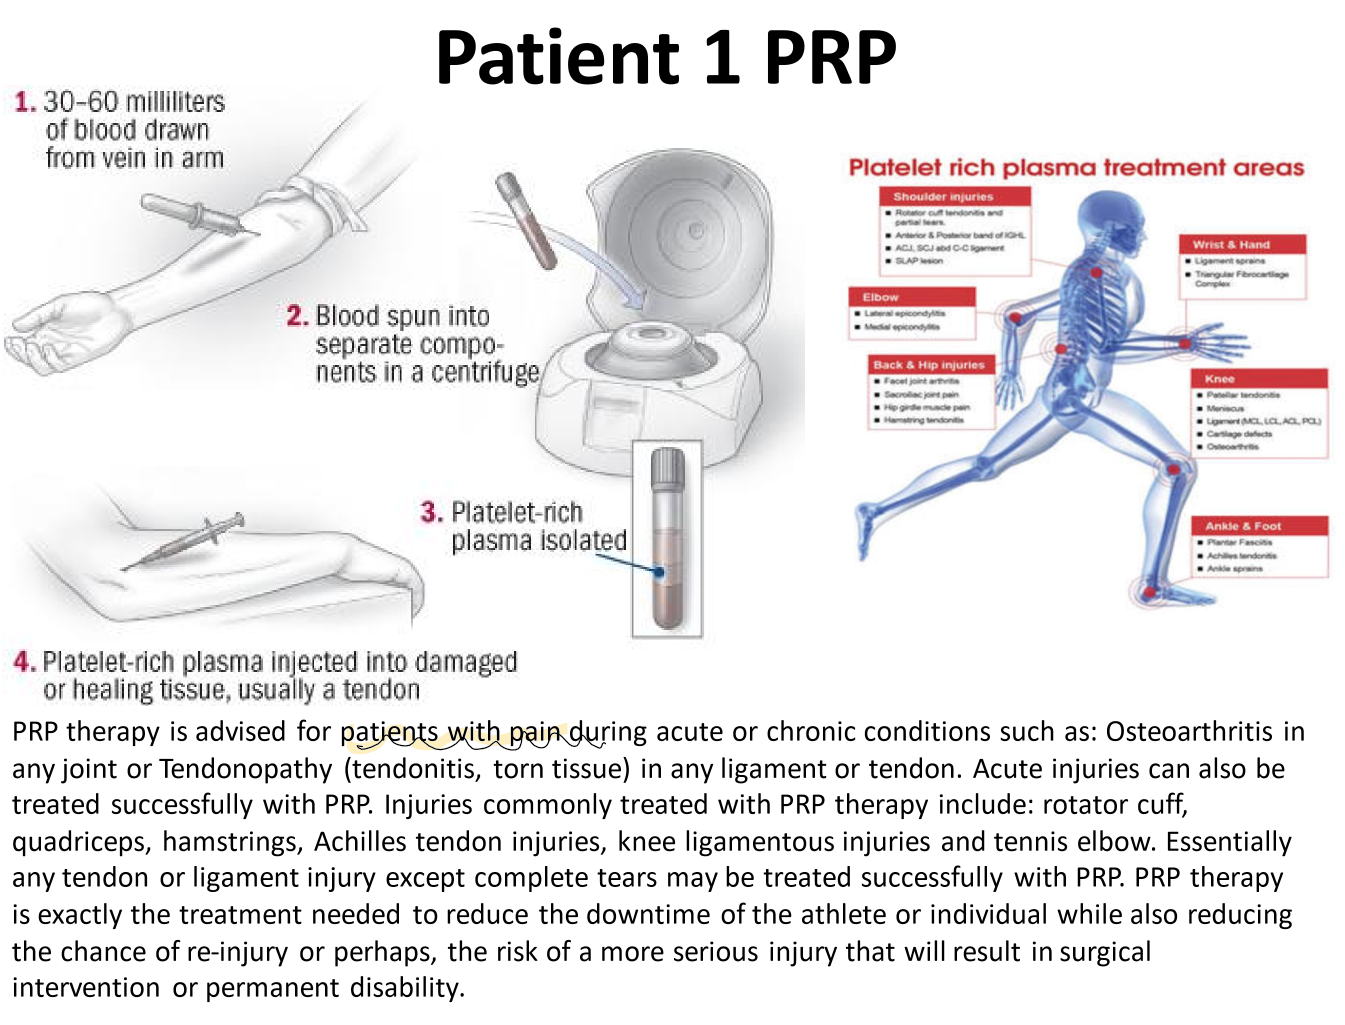 Patient 1 PRP
1. 30–60 milliliters
of blood drawn
from vein in arm
2. Blood spun into
separate compo-
nents in a centrifuge
3. Platelet-rich
plasma isolated
4. Platelet-rich plasma injected into damaged
or healing tissue, usually a tendon
Platelet rich plasma treatment areas
Shoulder injuries
Rotator cuff tendonitis and
partial tears.
Anterior & Posterior band of IGHL
ACJ, SCJ abd C-C ligament
SLAP lesion
Wrist & Hand
Ligament sprains
Triangular Fibrocartilage
Complex
Elbow
Lateral epicondylitis
Medial epicondylitis
Back & Hip injuries
Facet joint arthritis
Sacroiliac joint pain
Hip girdle muscle pain
Hamstring tendonitis
Knee
Patellar tendonitis
Meniscus
Ligament (MCL, LCL, ACL, PCL)
Cartilage defects
Osteoarthritis
Ankle & Foot
Plantar Fasciitis
Achilles tendonitis
Ankle sprains
PRP therapy is advised for patients with pain during acute or chronic conditions such as: Osteoarthritis in
any joint or Tendonopathy (tendonitis, torn tissue) in any ligament or tendon. Acute injuries can also be
treated successfully with PRP. Injuries commonly treated with PRP therapy include: rotator cuff,
quadriceps, hamstrings, Achilles tendon injuries, knee ligamentous injuries and tennis elbow. Essentially
any tendon or ligament injury except complete tears may be treated successfully with PRP. PRP therapy
is exactly the treatment needed to reduce the downtime of the athlete or individual while also reducing
the chance of re-injury or perhaps, the risk of a more serious injury that will result in surgical
intervention or permanent disability.